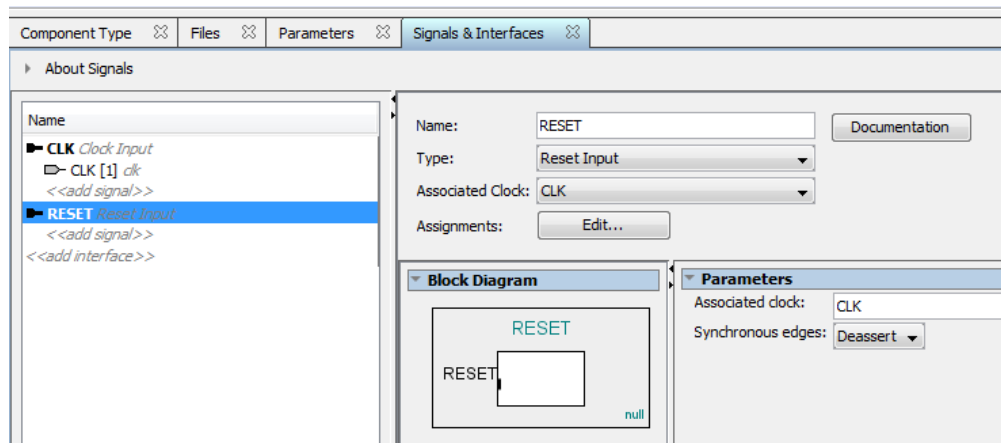 Component Type
Files
Parameters
Signals & Interfaces
About Signals
Name
CLK Clock Input
CLK [1] clk
<<add signal>>
RESET Reset Input
<<add signal>>
<<add interface>>
Name: RESET
Documentation
Type: Reset Input
Associated Clock: CLK
Assignments: Edit...
Block Diagram
RESET
RESET
null
Parameters
Associated clock: CLK
Synchronous edges: Deassert